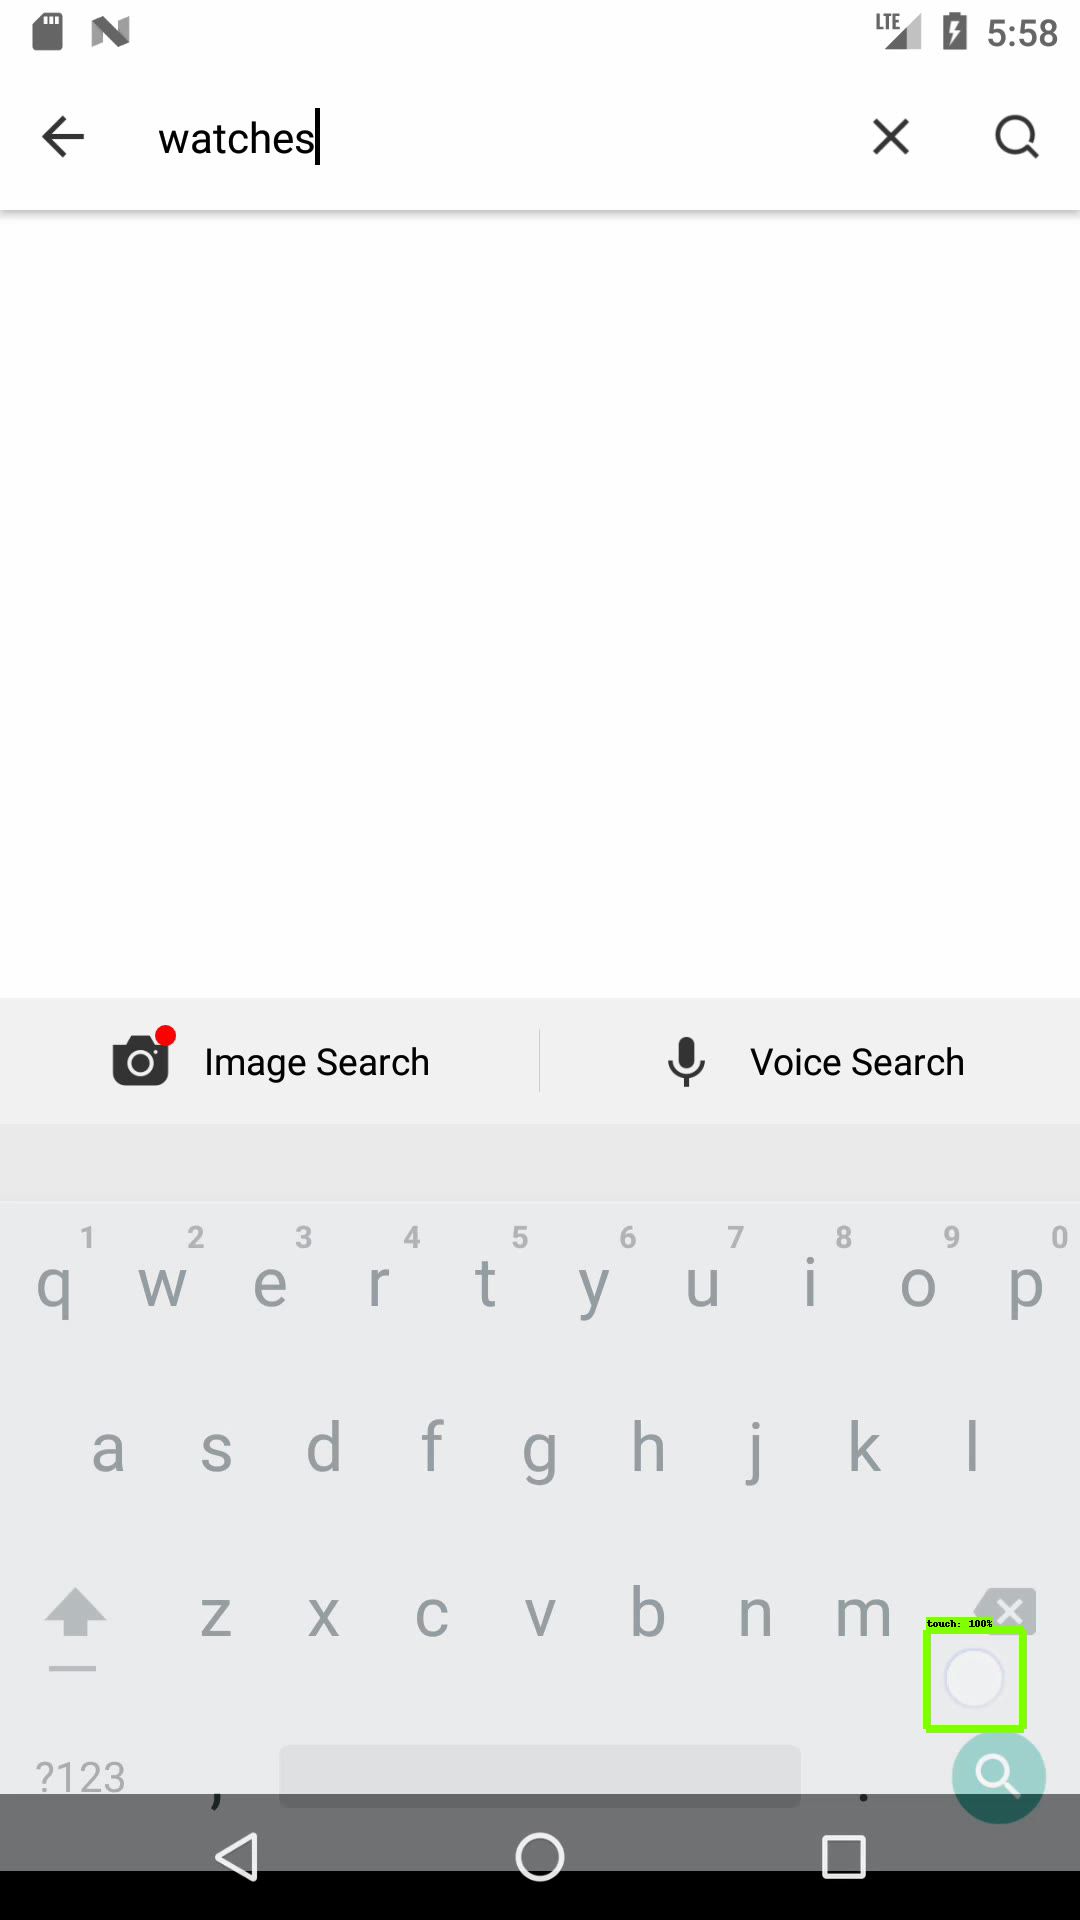 LTE 5:58
watches
Image Search Voice Search
1 2 3 4 5 6 7 8 9 0
q w e r t y u i o p
a s d f g h j k l
z x c v b n m
touch: 100%
?123 , .